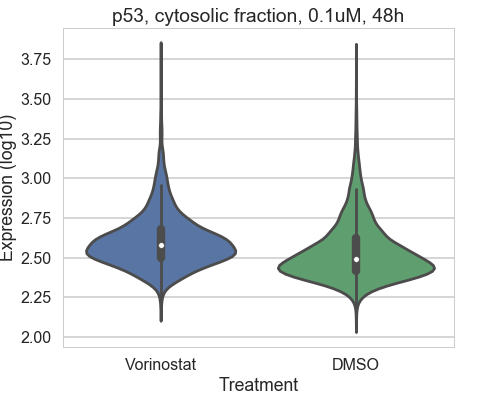 p53, cytosolic fraction, 0.1uM, 48h
Expression (log10)
3.75
3.50
3.25
3.00
2.75
2.50
2.25
2.00
Vorinostat
DMSO
Treatment